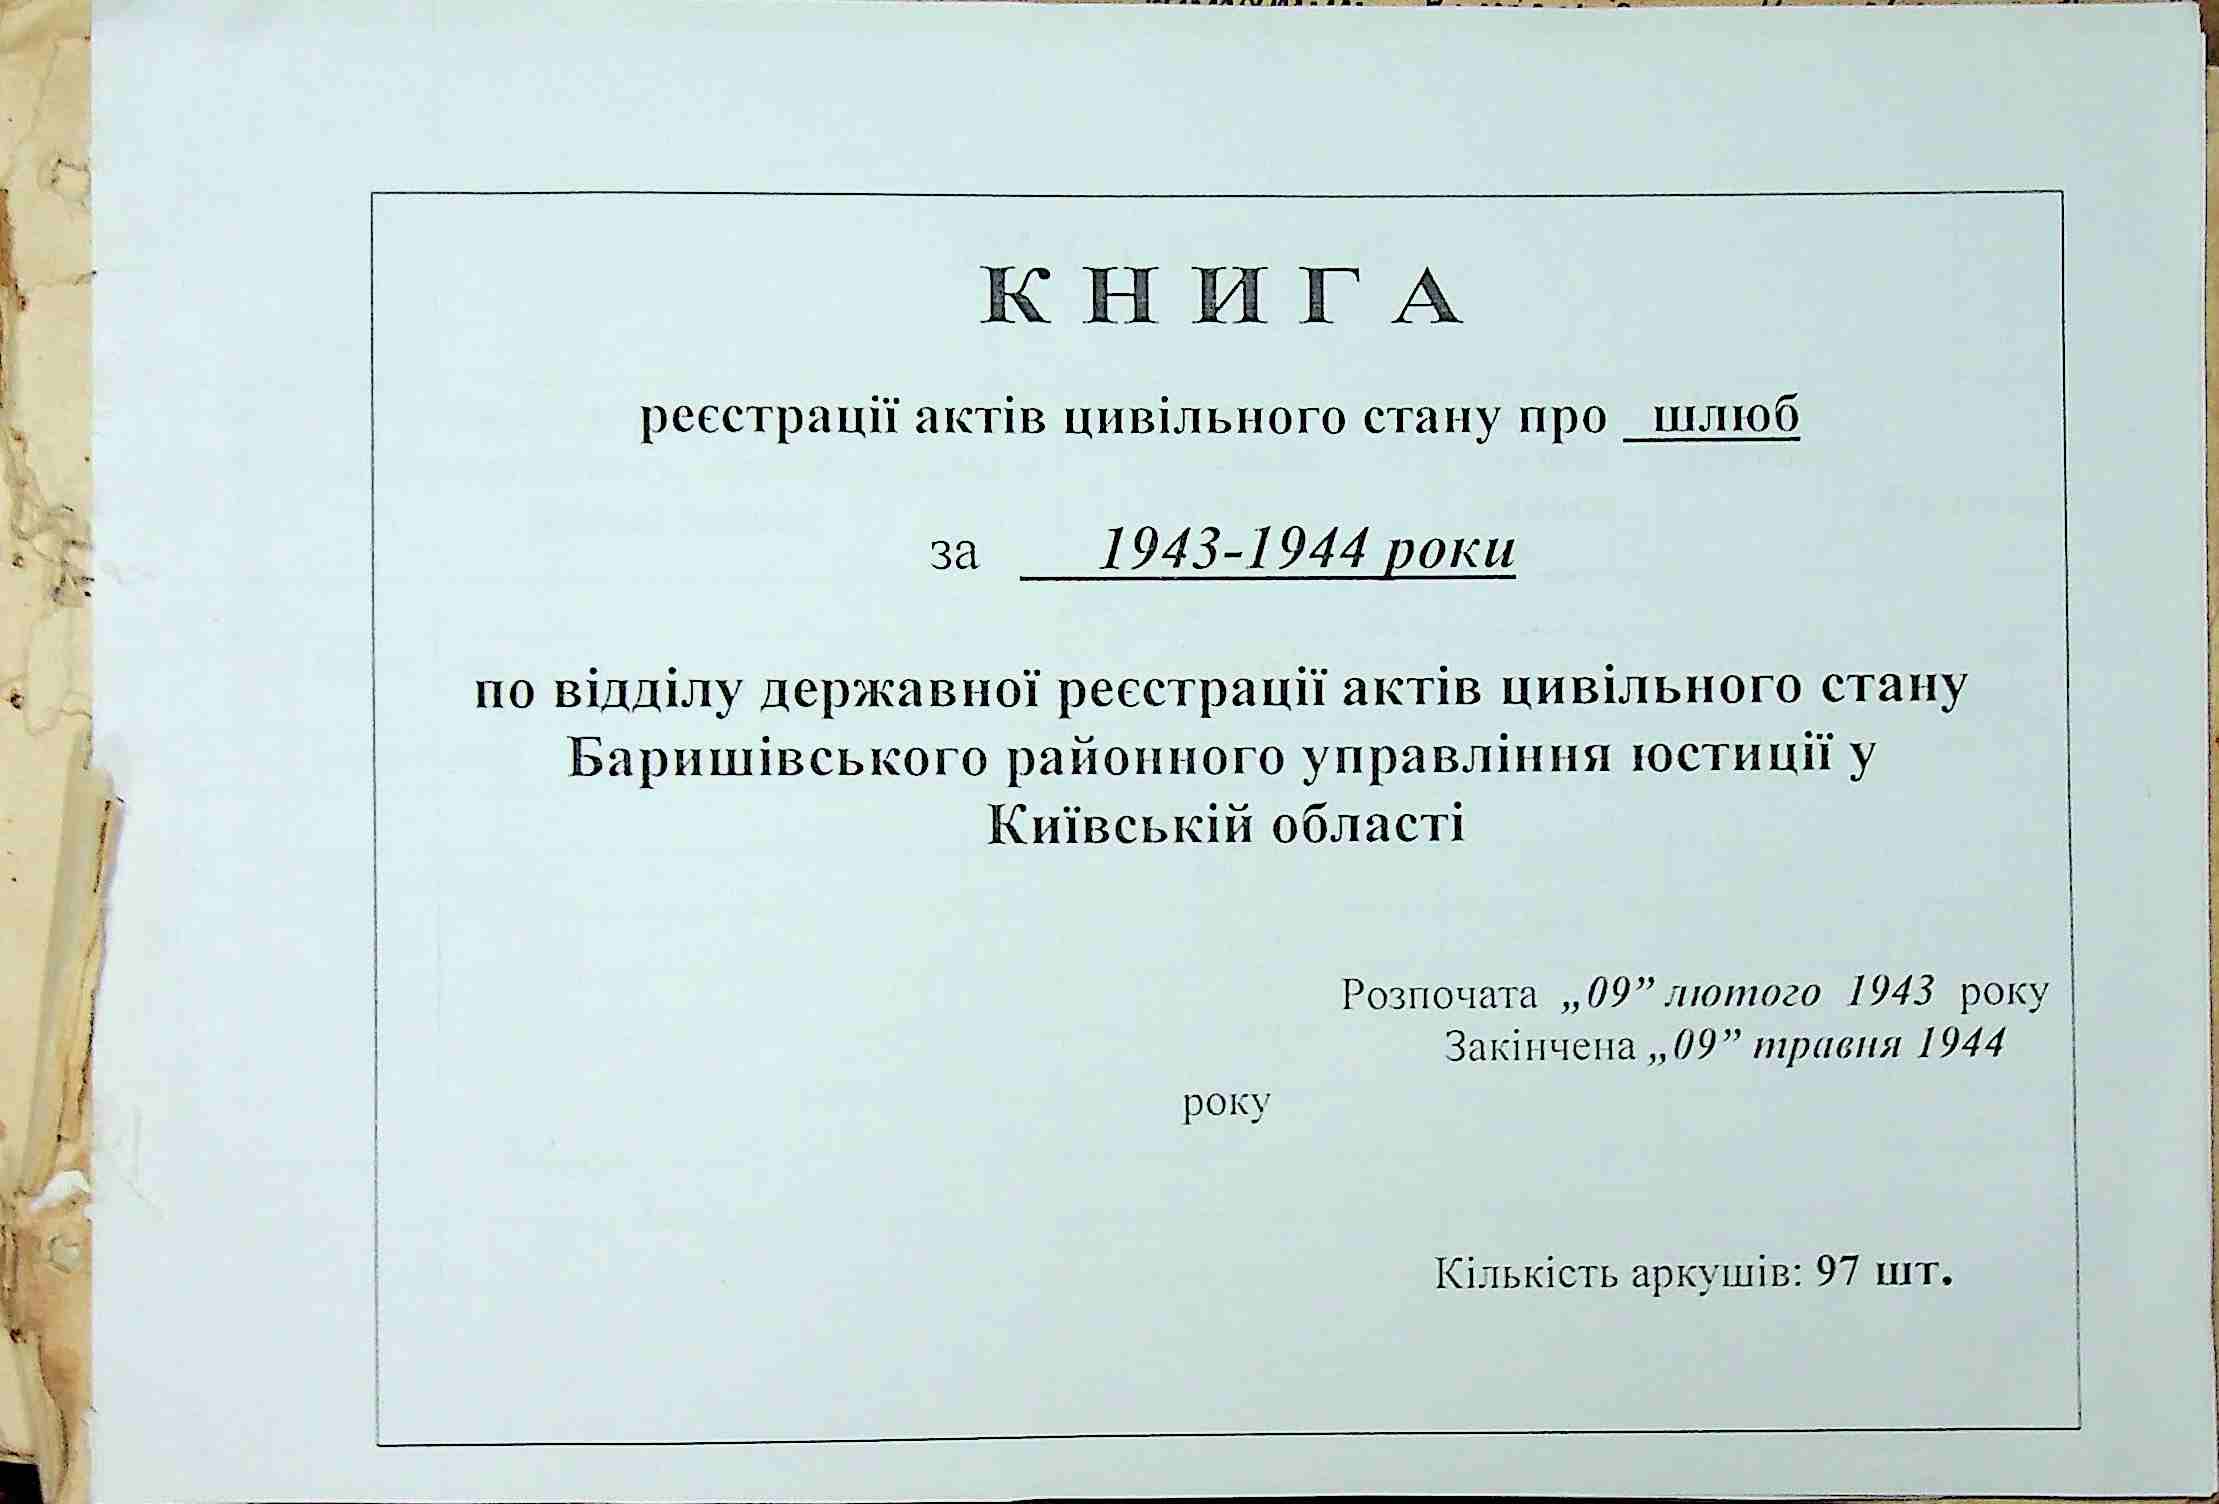 К Н И Г А
реєстрації актів цивільного стану про шлюб
за 1943-1944 роки
по відділу державної реєстрації актів цивільного стану
Баришівського районного управління юстиції у
Київській області
Розпочата „09” лютого 1943 року
Закінчена „09” травня 1944
року
Кількість аркушів: 97 шт.